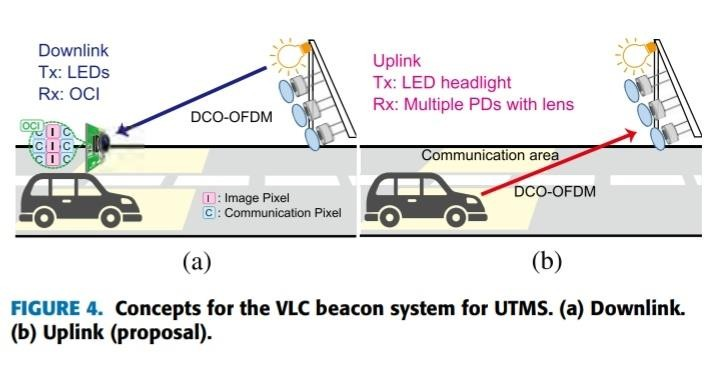 Downlink
Tx: LEDs
Rx: OCI
DCO-OFDM
OCI
C I C
C I C
C I C
I : Image Pixel
C : Communication Pixel
(a)
Uplink
Tx: LED headlight
Rx: Multiple PDs with lens
Communication area
DCO-OFDM
(b)
FIGURE 4. Concepts for the VLC beacon system for UTMS. (a) Downlink.
(b) Uplink (proposal).